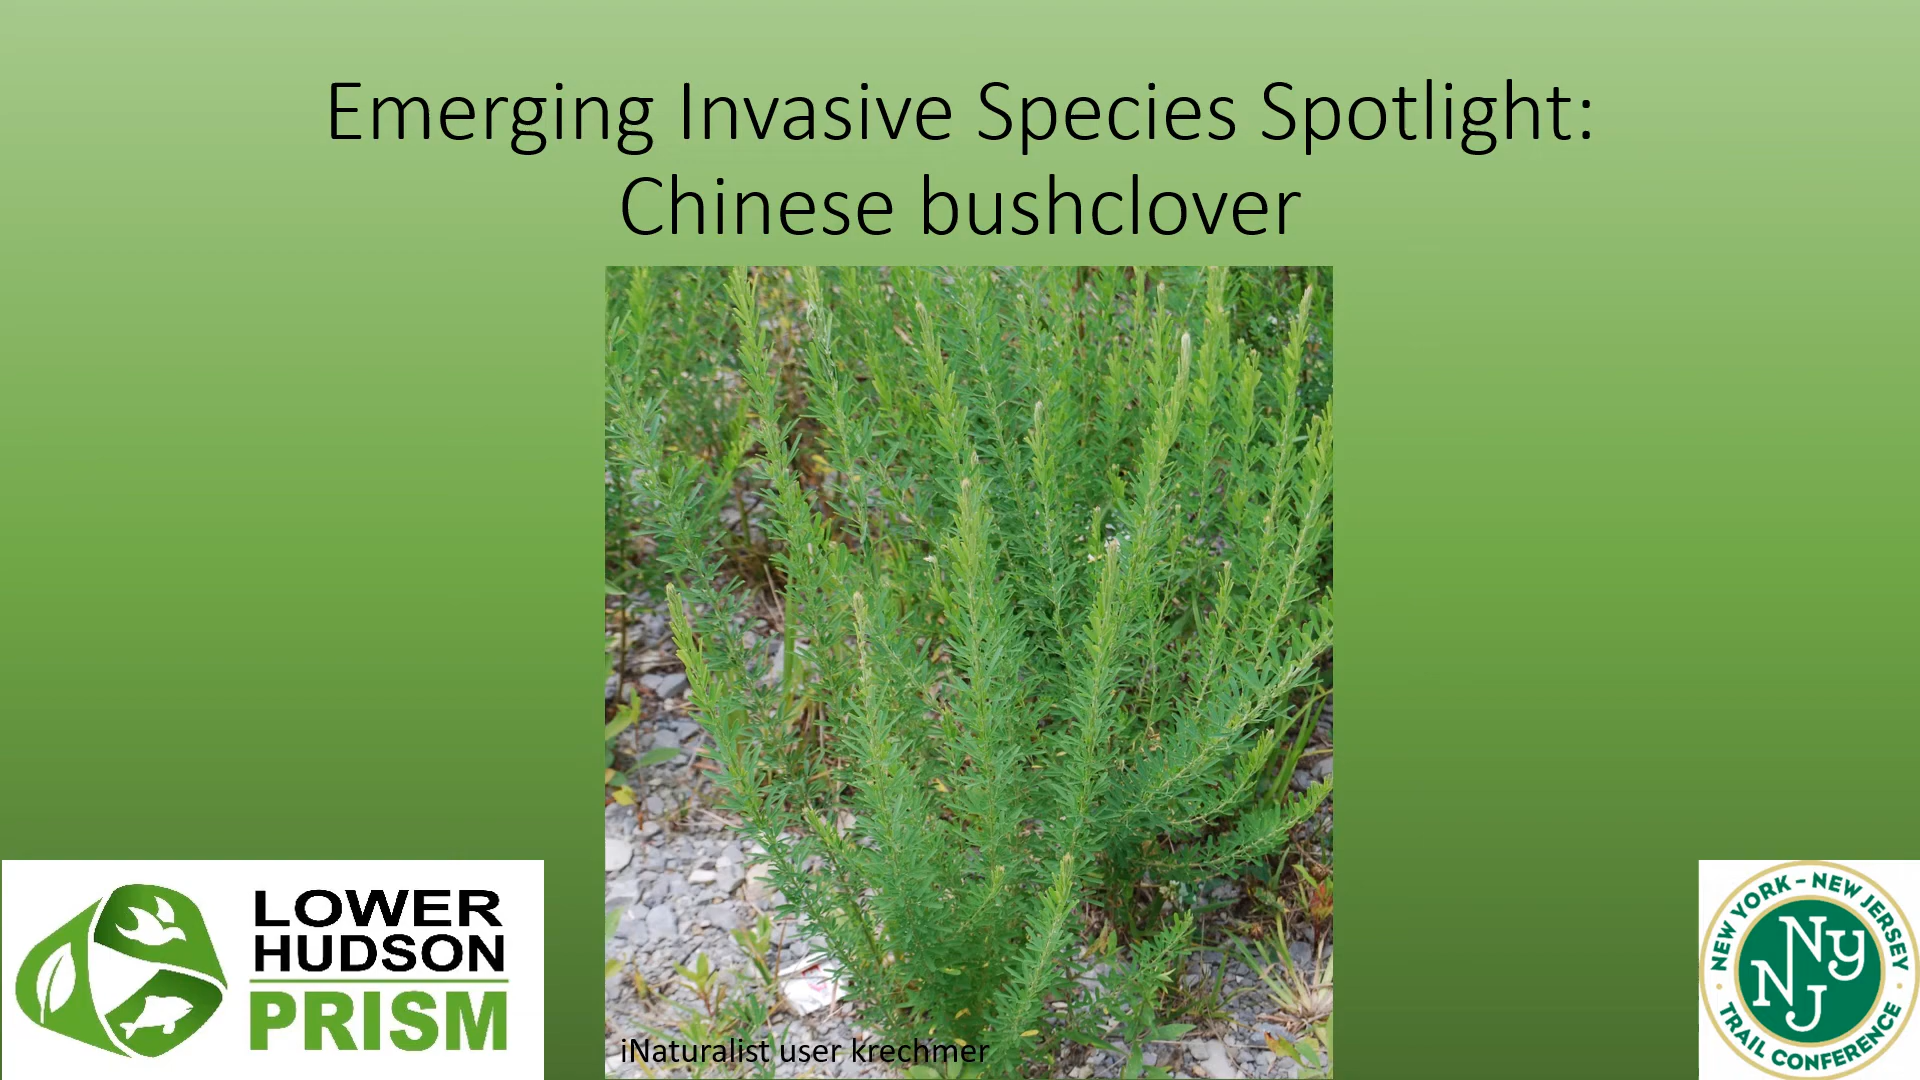 Emerging Invasive Species Spotlight:
Chinese bushclover
iNaturalist user krechmer
LOWER
HUDSON
PRISM
NEW YORK – NEW JERSEY
NY
NJ
TRAIL CONFERENCE